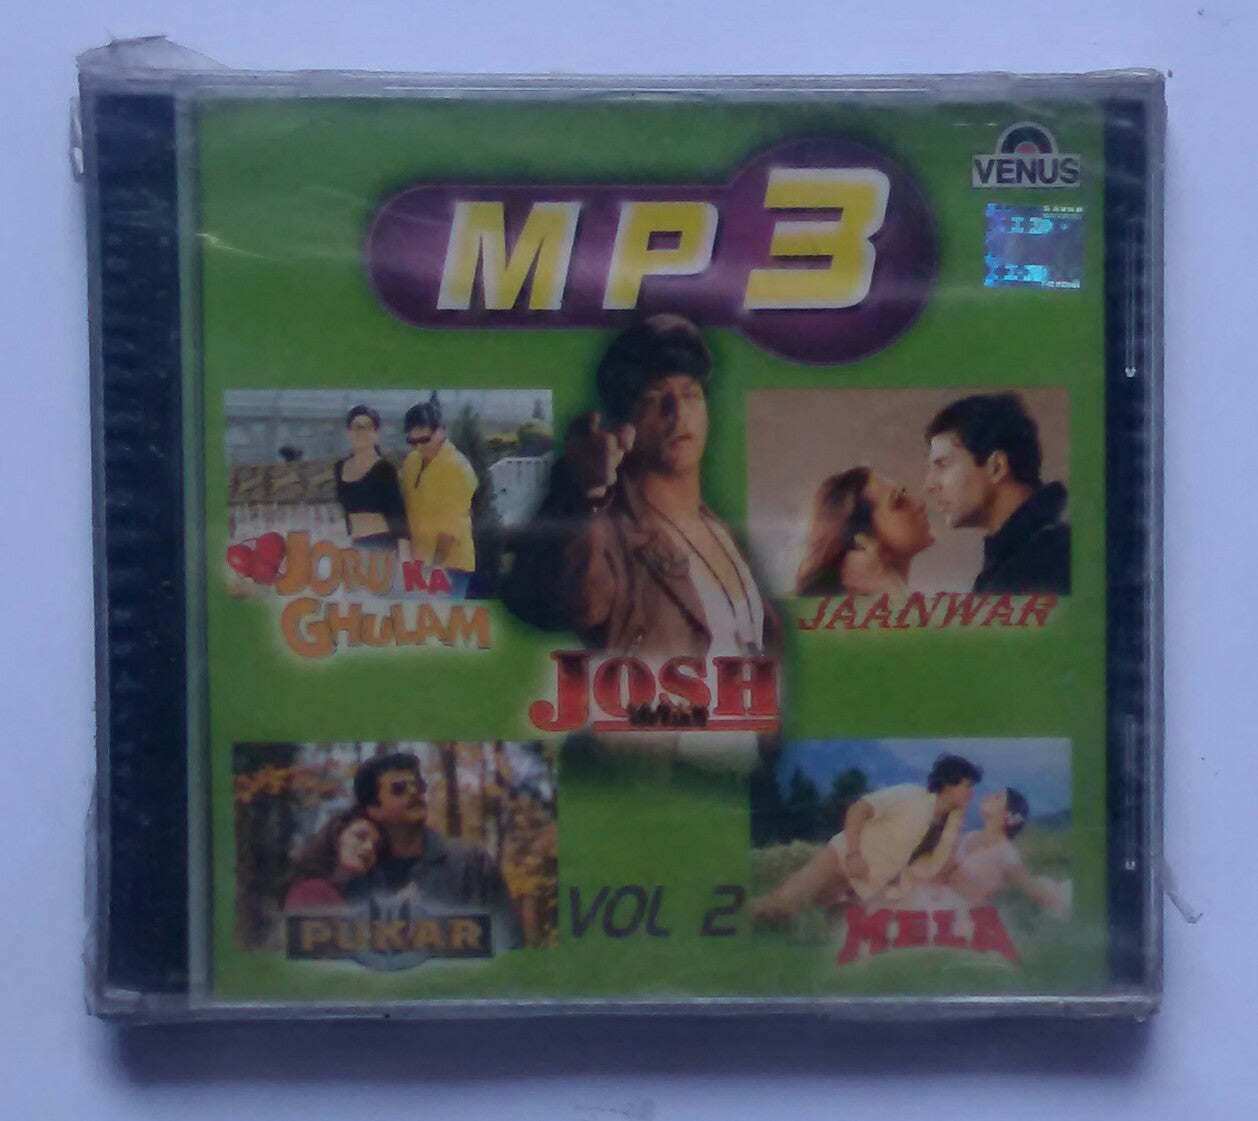 VENUS
MP3
JORU KA
GHULAM
JAANWAR
JOSH
PUKAR
VOL 2
MELA